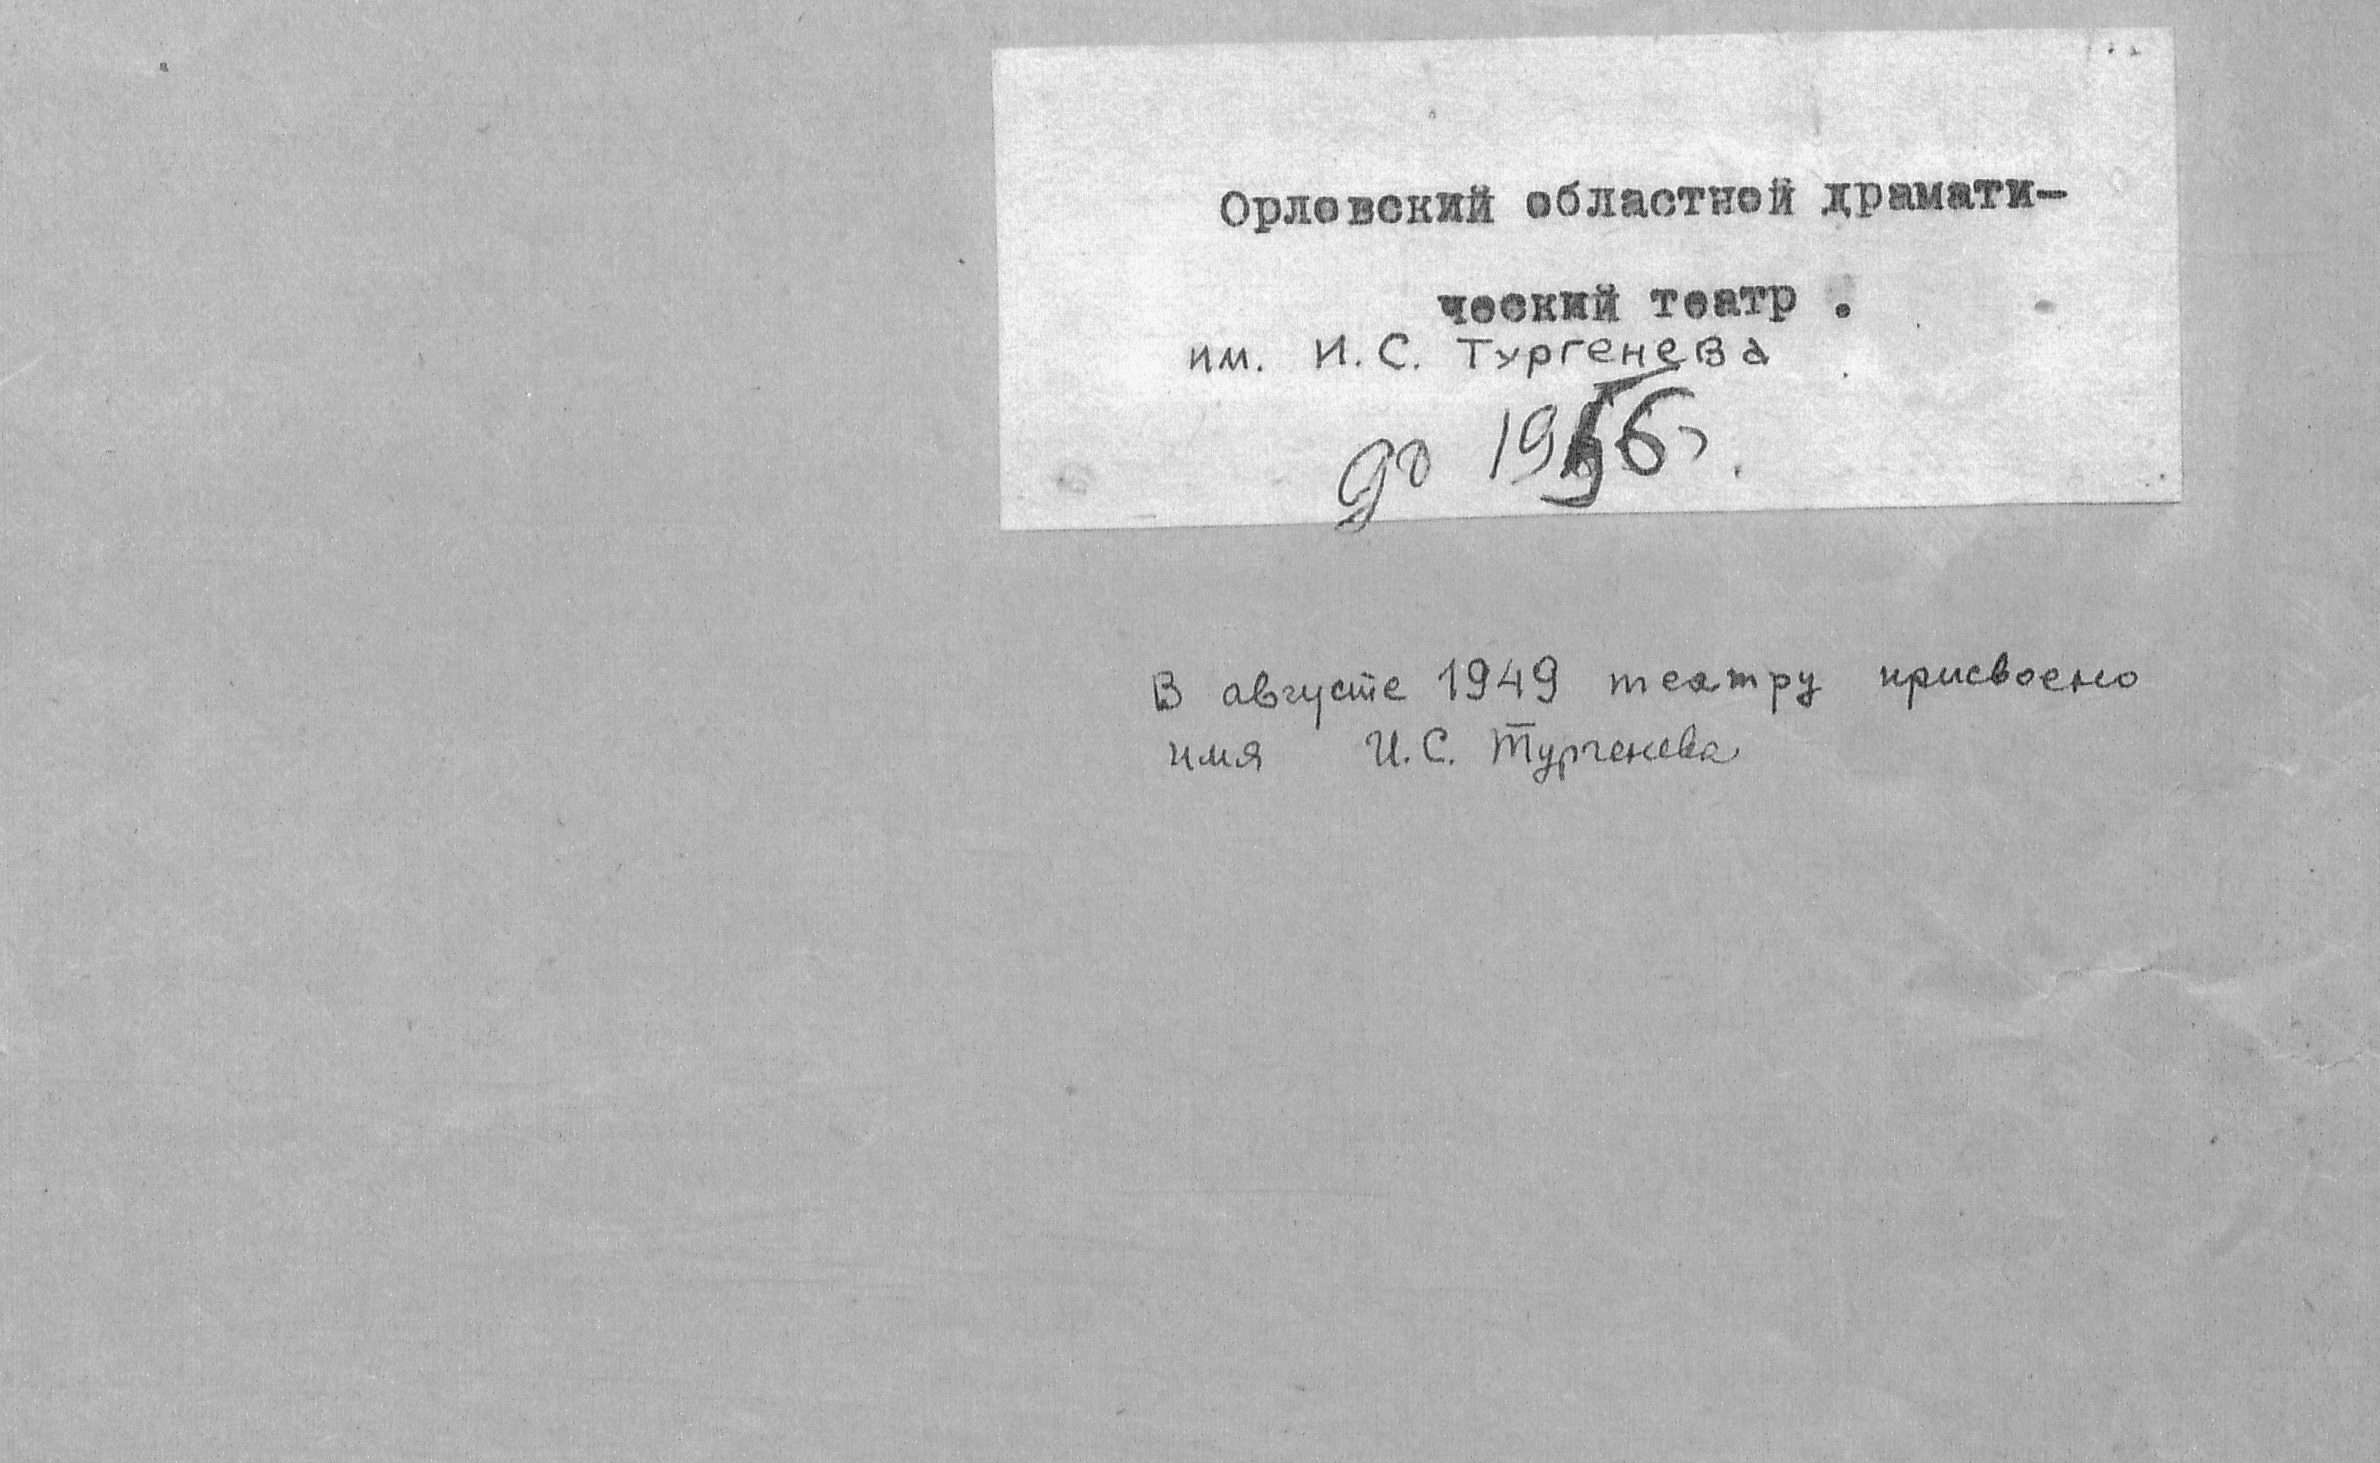 Орловский областной драмати-
ческий театр .
им. И.С. Тургенева
до 1956 г.
В августе 1949 театру присвоено
имя И.С. Тургенева